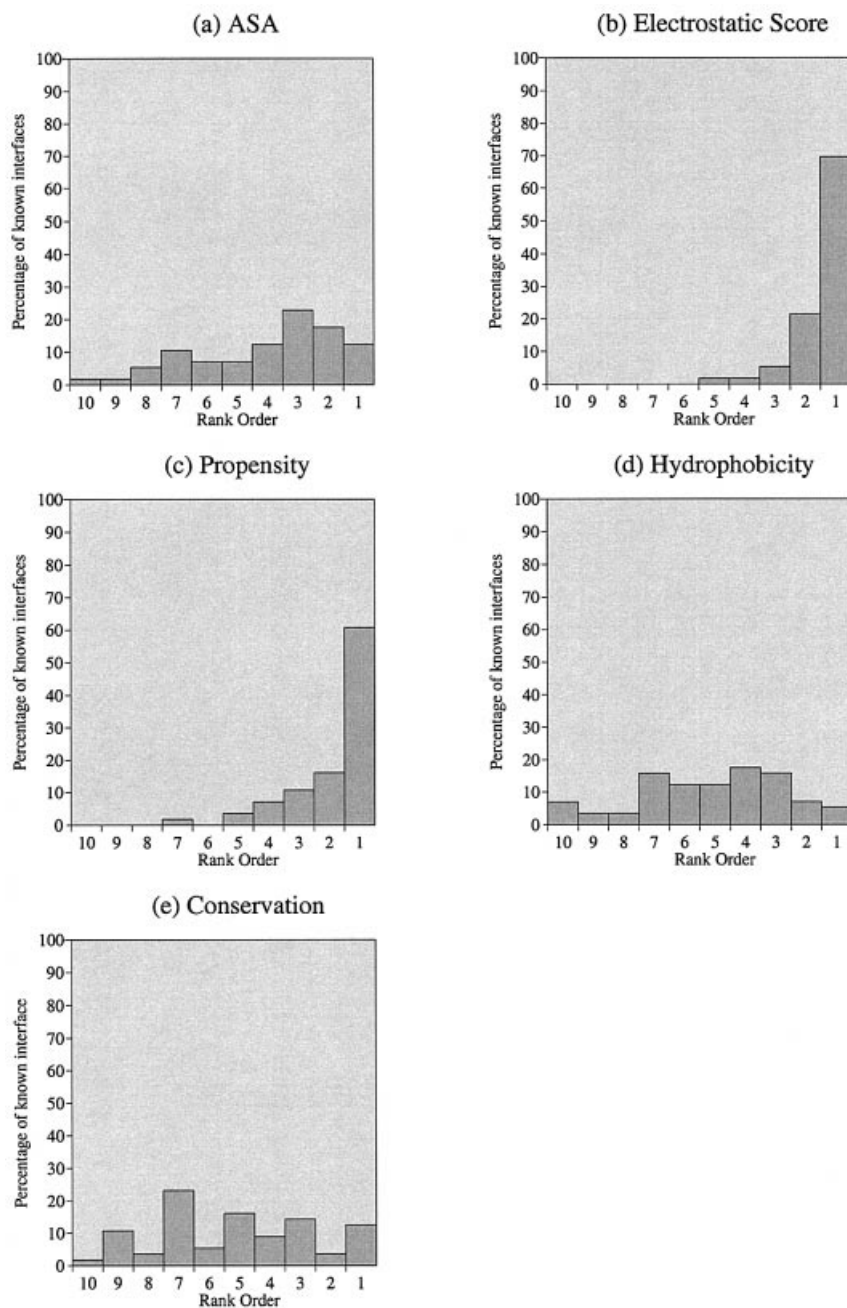 (a) ASA
100
90
80
70
60
50
40
30
20
10
0
Percentage of known interfaces
10 9 8 7 6 5 4 3 2 1
Rank Order
(b) Electrostatic Score
100
90
80
70
60
50
40
30
20
10
0
Percentage of known interfaces
10 9 8 7 6 5 4 3 2 1
Rank Order
(c) Propensity
100
90
80
70
60
50
40
30
20
10
0
Percentage of known interfaces
10 9 8 7 6 5 4 3 2 1
Rank Order
(d) Hydrophobicity
100
90
80
70
60
50
40
30
20
10
0
Percentage of known interfaces
10 9 8 7 6 5 4 3 2 1
Rank Order
(e) Conservation
100
90
80
70
60
50
40
30
20
10
0
Percentage of known interface
10 9 8 7 6 5 4 3 2 1
Rank Order